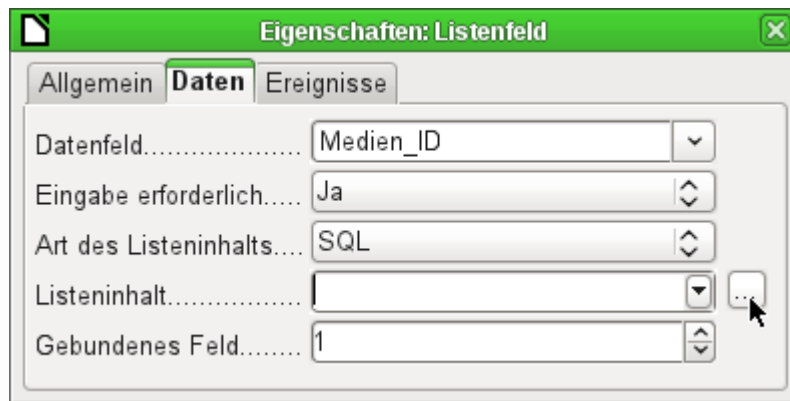 Eigenschaften: Listenfeld
Allgemein Daten Ereignisse
Datenfeld.................... Medien_ID
Eingabe erforderlich..... Ja
Art des Listeninhalts.... SQL
Listeninhalt................. ...
Gebundenes Feld........ 1